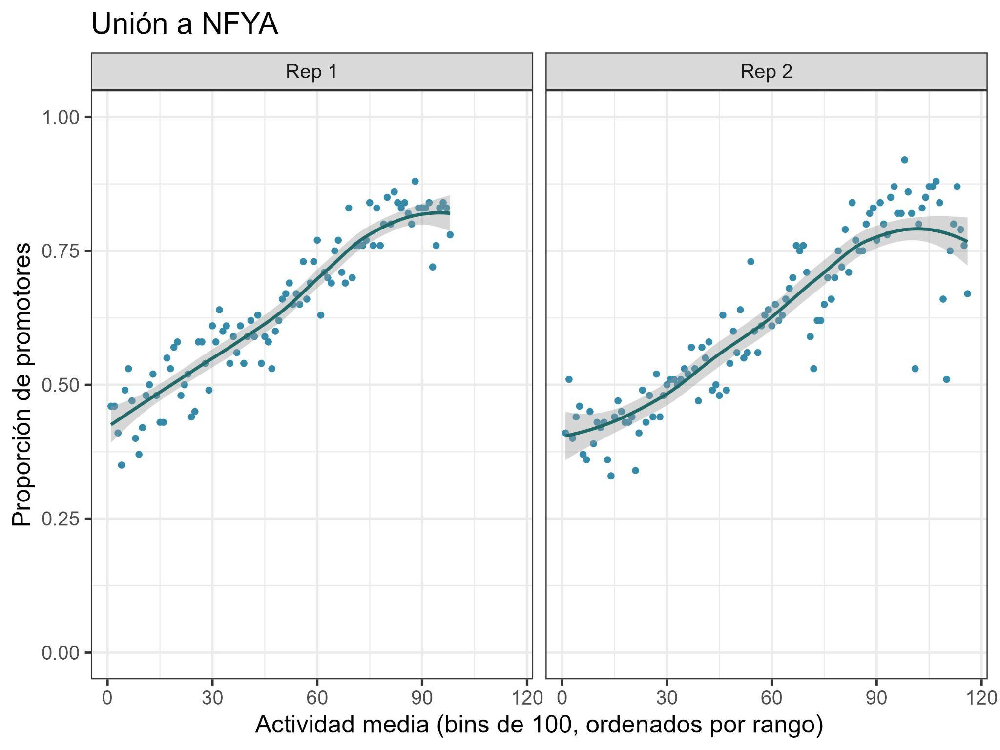 Unión a NFYA
Rep 1
Rep 2
1.00
0.75
0.50
0.25
0.00
Proporción de promotores
0 30 60 90 120 0 30 60 90 120
Actividad media (bins de 100, ordenados por rango)